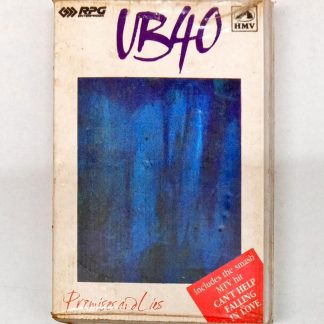 RPG
UB40
HMV
Includes the smash
MTV hit
CAN'T HELP
FALLING
IN LOVE
Promises and Lies